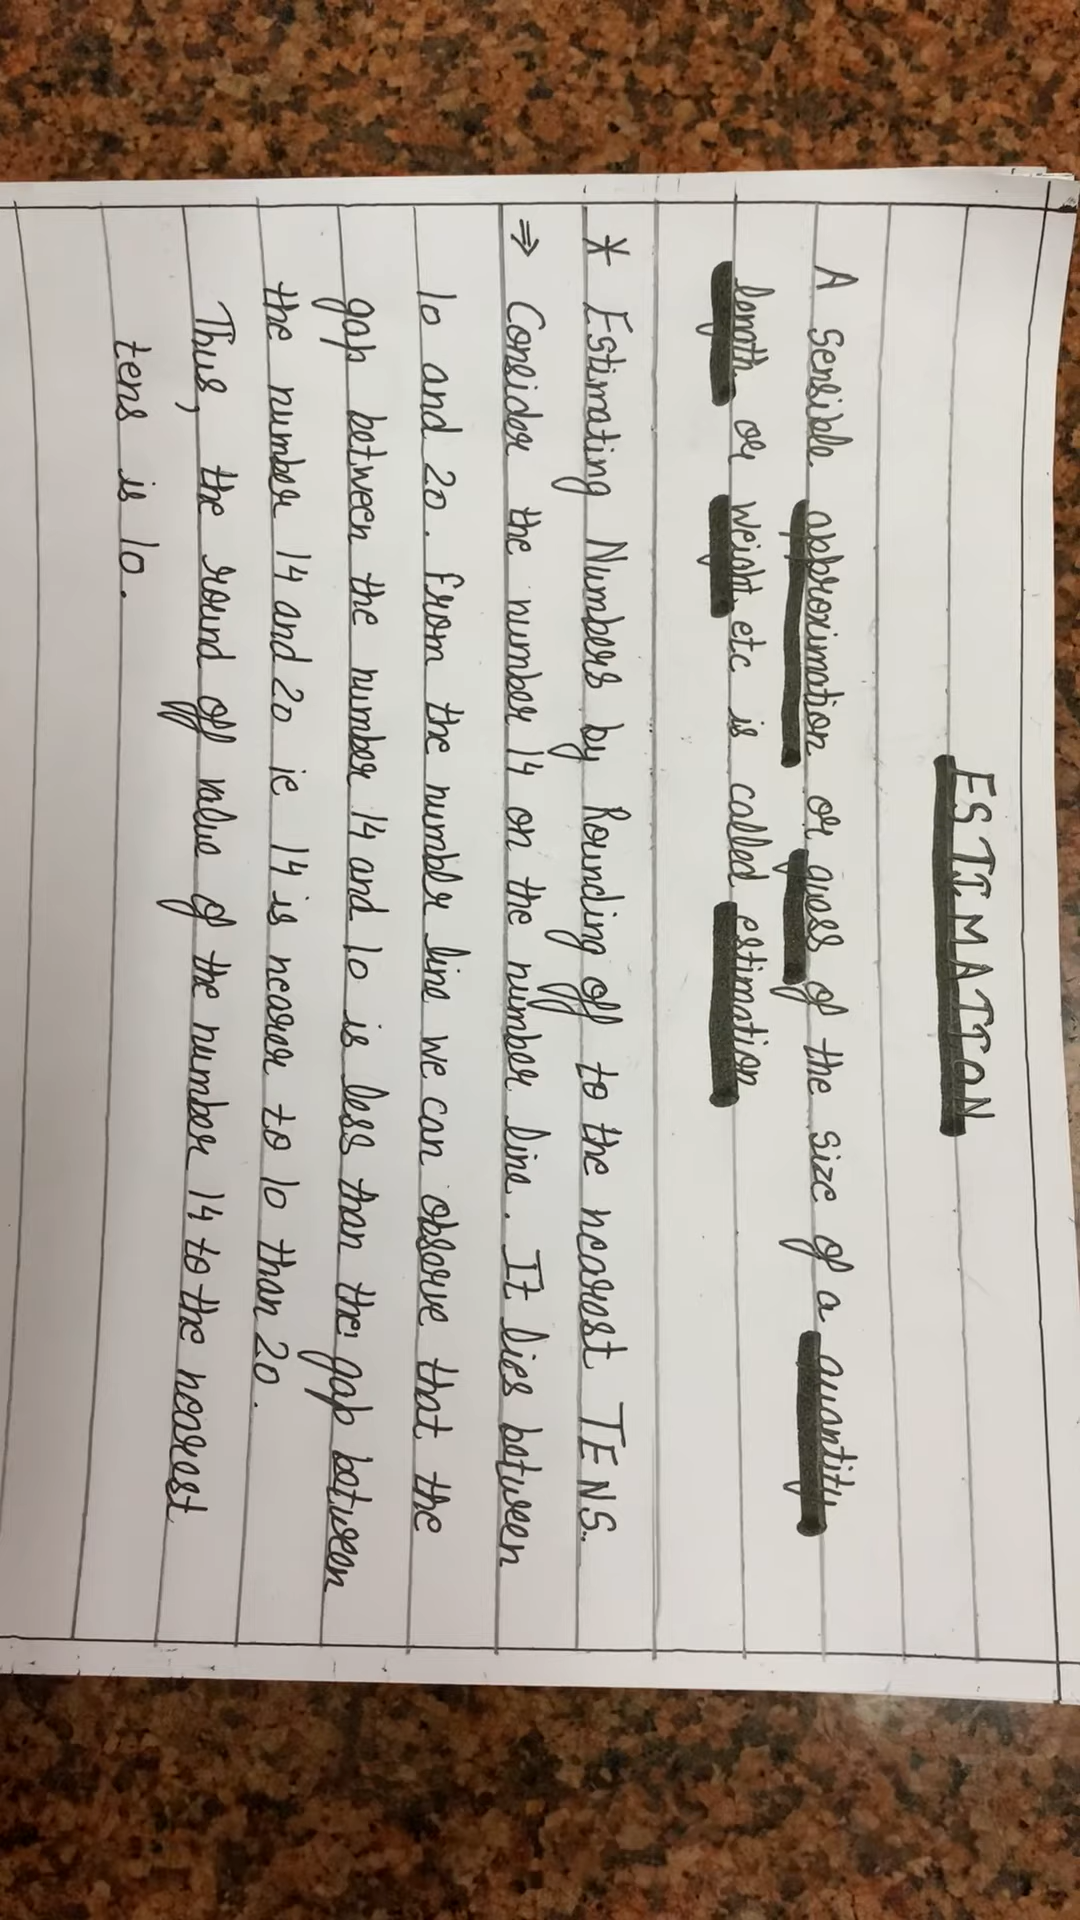 ESTIMATION
A sensible approximation or guess of the size of a quantity
length or weight etc is called estimation
* Estimating Numbers by Rounding off to the nearest TENS.
⇒ Consider the number 14 on the number line. It lies between
10 and 20. From the number line we can observe that the
gap between the number 14 and 10 is less than the gap between
the number 14 and 20 ie 14 is nearer to 10 than 20.
Thus, the round off value of the number 14 to the nearest
tens is 10.